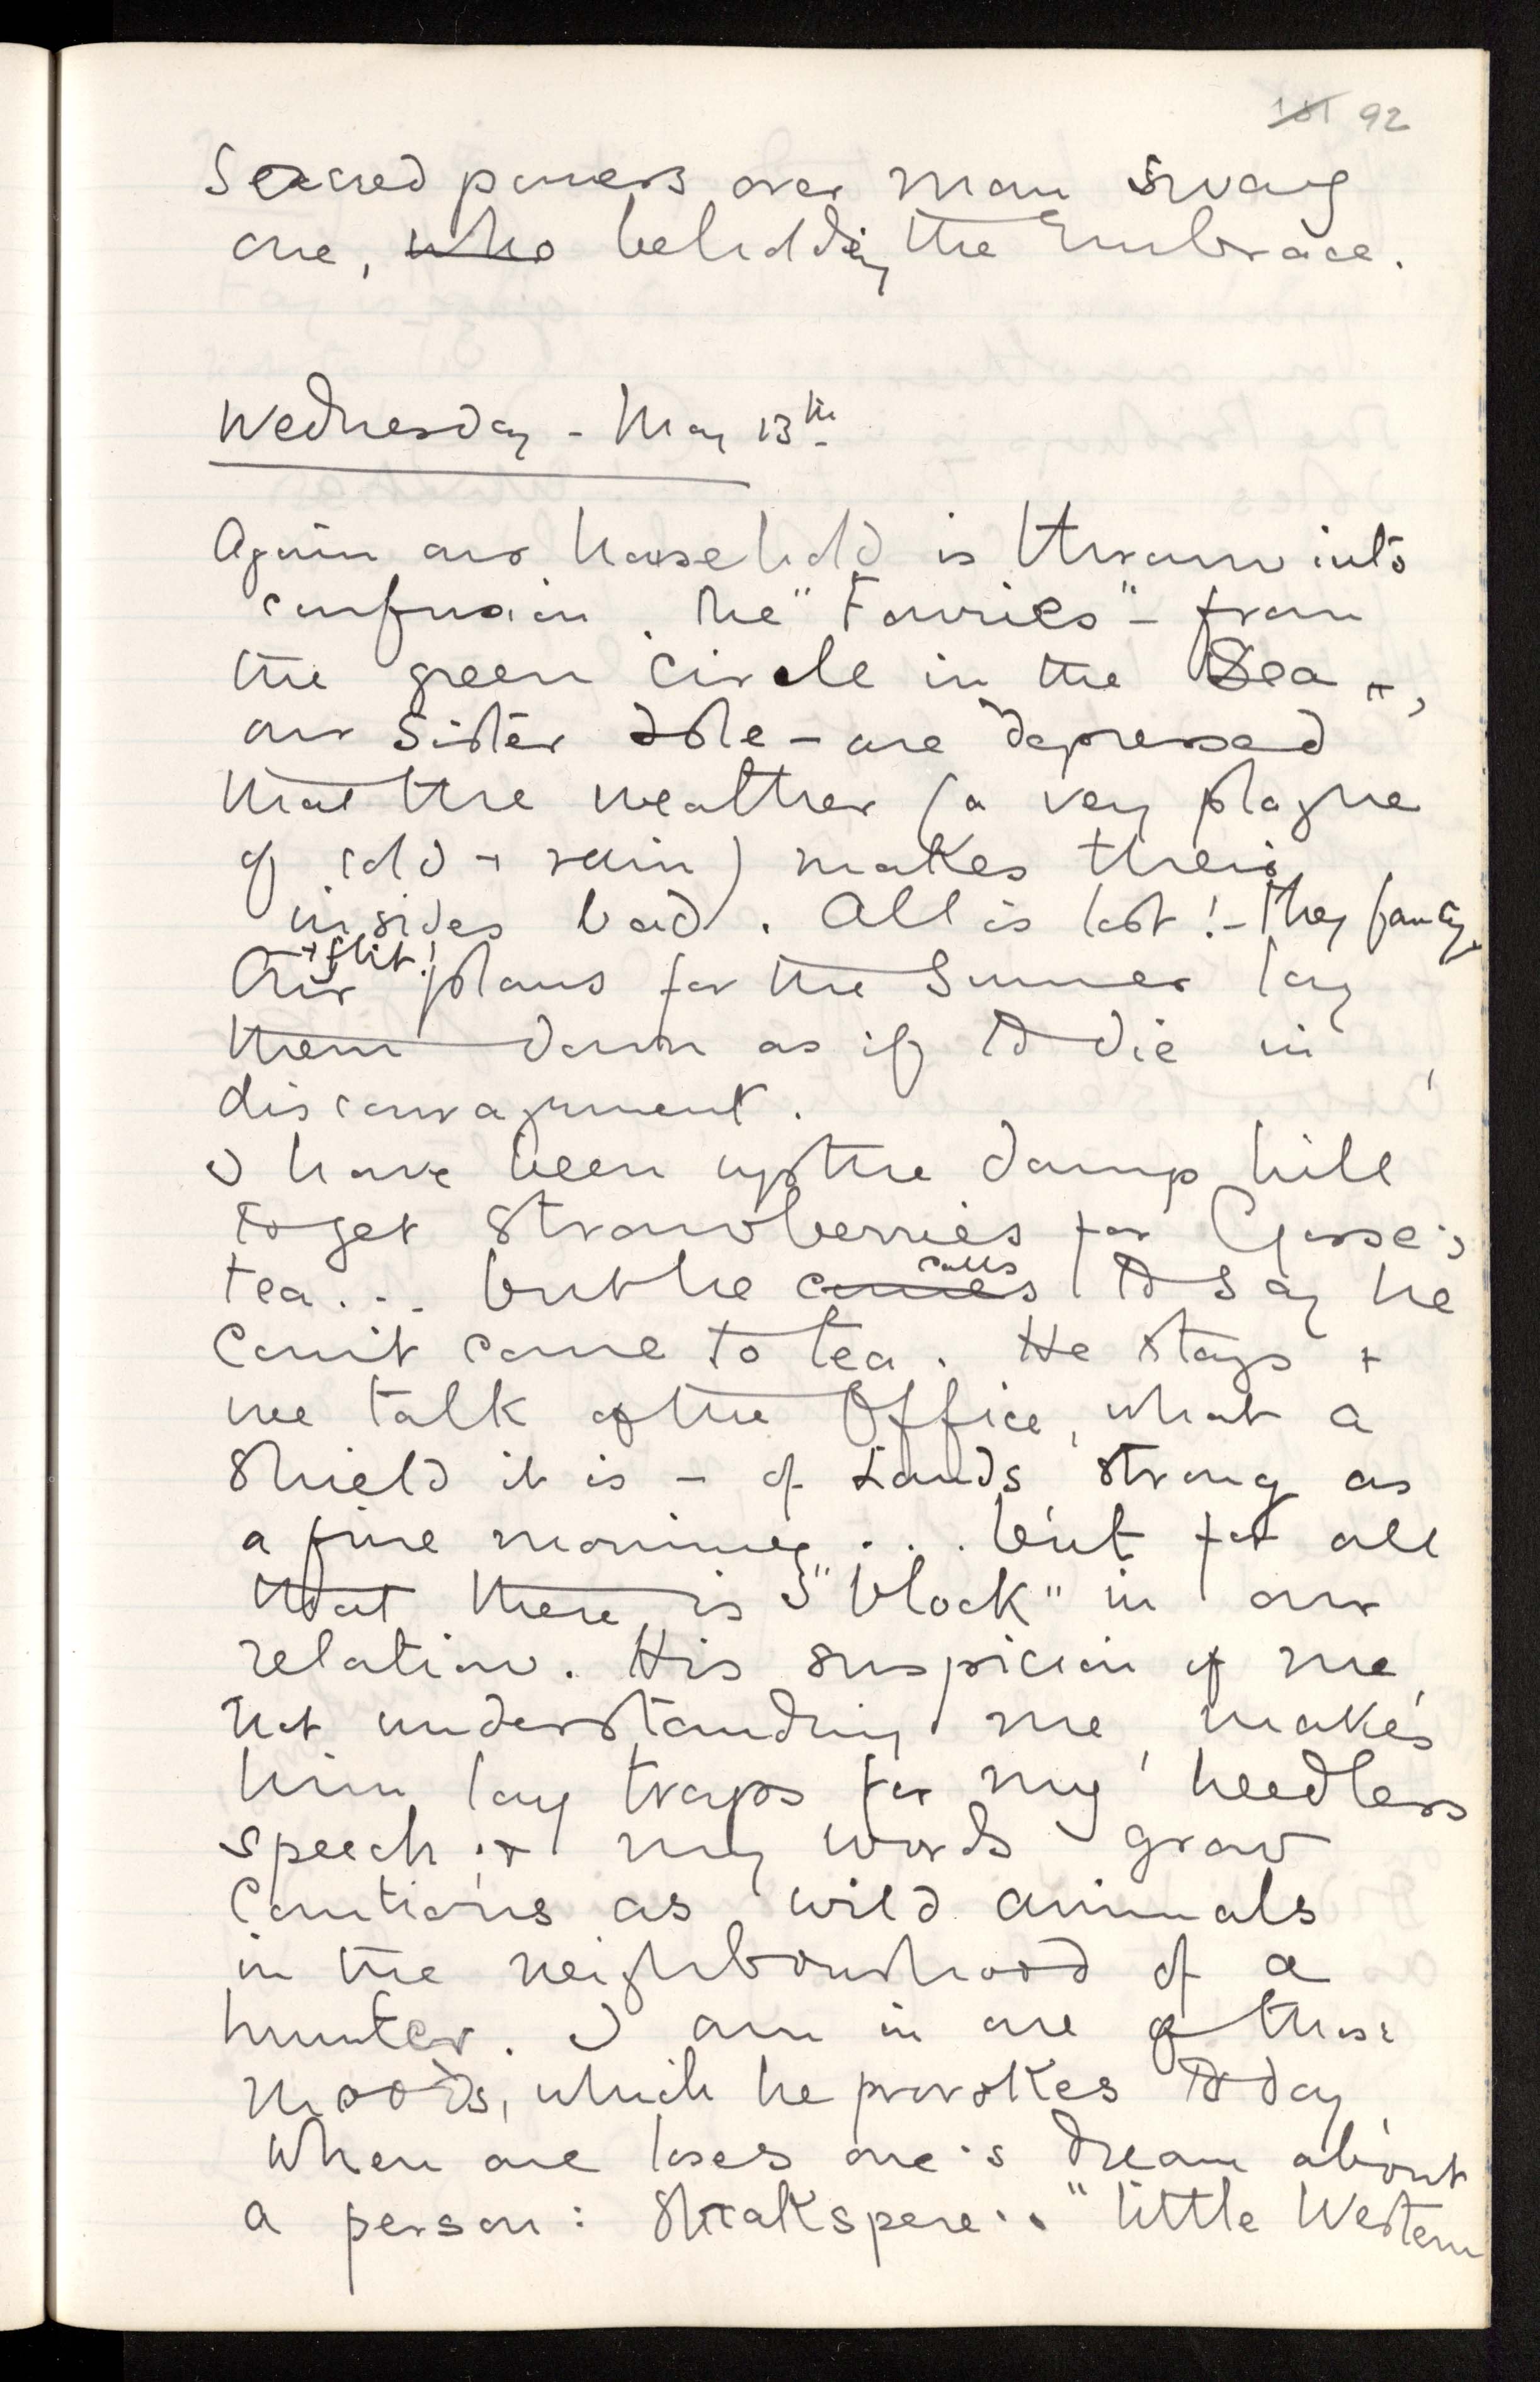 181 92
Sacred powers over man swayed
one, who beholding the Embrace.
Wednesday - May 13th
Again our household is thrown into
confusion. The "Fowries" - from
the green circle in the Sea +,
our Sister Isle - are depressed
that the weather (a very plague
of cold + rain) makes their
insides bad. All is lost! - they fancy
+ flit!
Our plans for the Summer lay
them down as if to die in
discouragment.
I have been up the damp hill
to get strawberries for Gosse's
calls
tea... but he comes to say he
can't come to tea. He stays +
we talk of the Office, what a
Shield it is - of Lands strong as
a fine morning... but for all
that there is "block" in our
relation. His suspicion of me,
not understanding me, makes
him lay traps for my heedless
speech + my words grow
Cautious as wild animals
in the neighbourhood of a
hunter. I am in one of those
moods, which he provokes today,
When one loses one's dream about
a person: Shakspere's "little Western